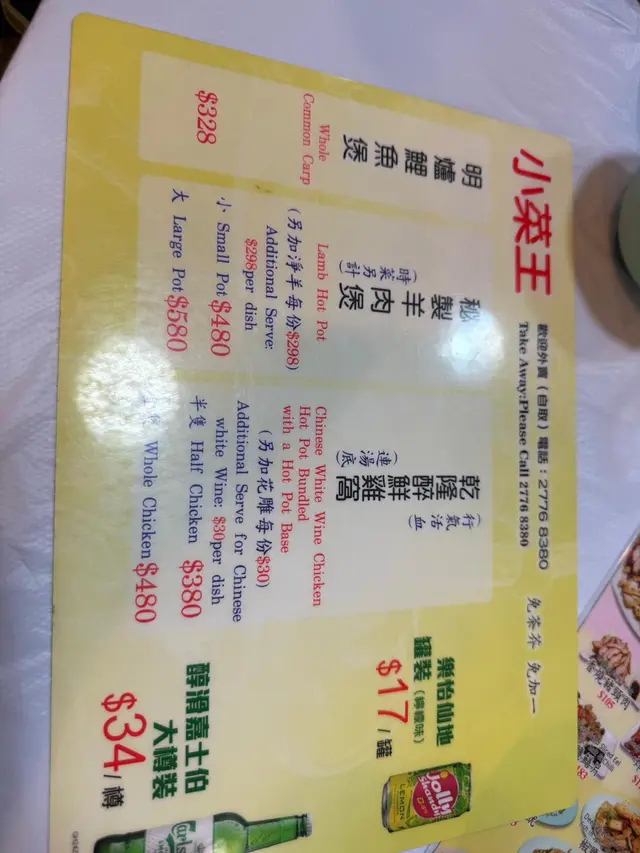 小菜王
歡迎外賣（自取）電話：2776 8380
Take Away:Please Call 2776 8380
免茶芥 免加一
明爐鯉魚煲
Whole
Common Carp
$328
秘製羊肉煲
（時菜另計）
Lamb Hot Pot
（另加淨羊每份$298）
Additional Serve:
$298per dish
小 Small Pot $480
大 Large Pot $580
乾隆醉鮮雞窩
（行氣活血）
（連湯底）
Chinese White Wine Chicken
Hot Pot Bundled
with a Hot Pot Base
（另加花雕每份$30）
Additional Serve for Chinese
white Wine: $30per dish
半隻 Half Chicken $380
隻 Whole Chicken $480
樂怡仙地
罐裝（檸檬味）
$17/罐
Jolly
Shandy
LEMON
醇滑嘉士伯
大樽裝
$34/樽
Carls
$105